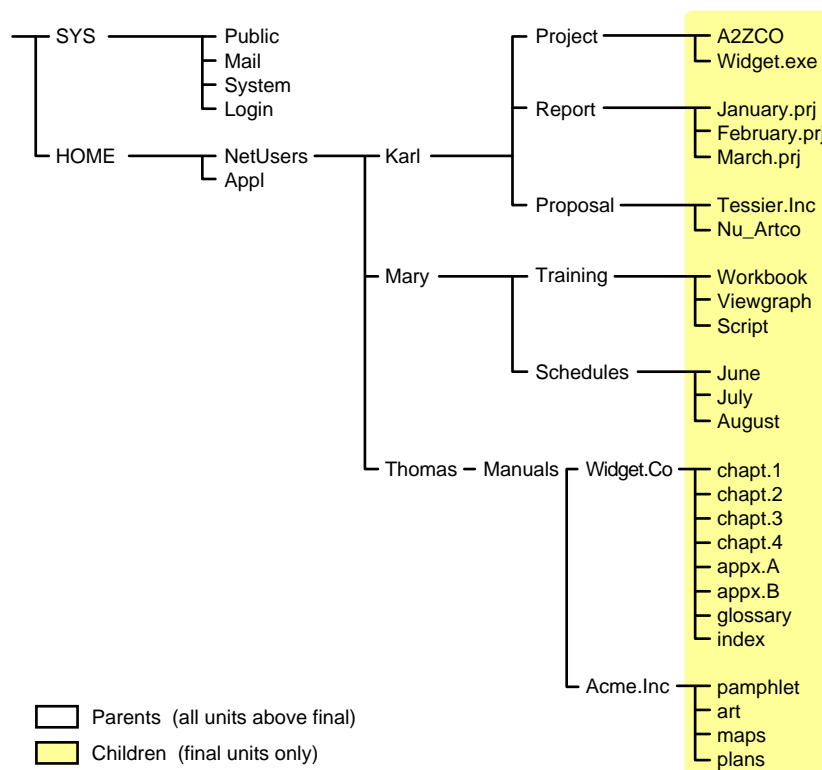 SYS Public Project A2ZCO
Mail Widget.exe
System
Login Report January.prj
February.prj
HOME NetUsers Karl March.prj
Appl
Proposal Tessier.Inc
Nu_Artco
Mary Training Workbook
Viewgraph
Script
Schedules June
July
August
Thomas Manuals Widget.Co chapt.1
chapt.2
chapt.3
chapt.4
appx.A
appx.B
glossary
index
Acme.Inc pamphlet
Parents (all units above final) art
maps
Children (final units only) plans